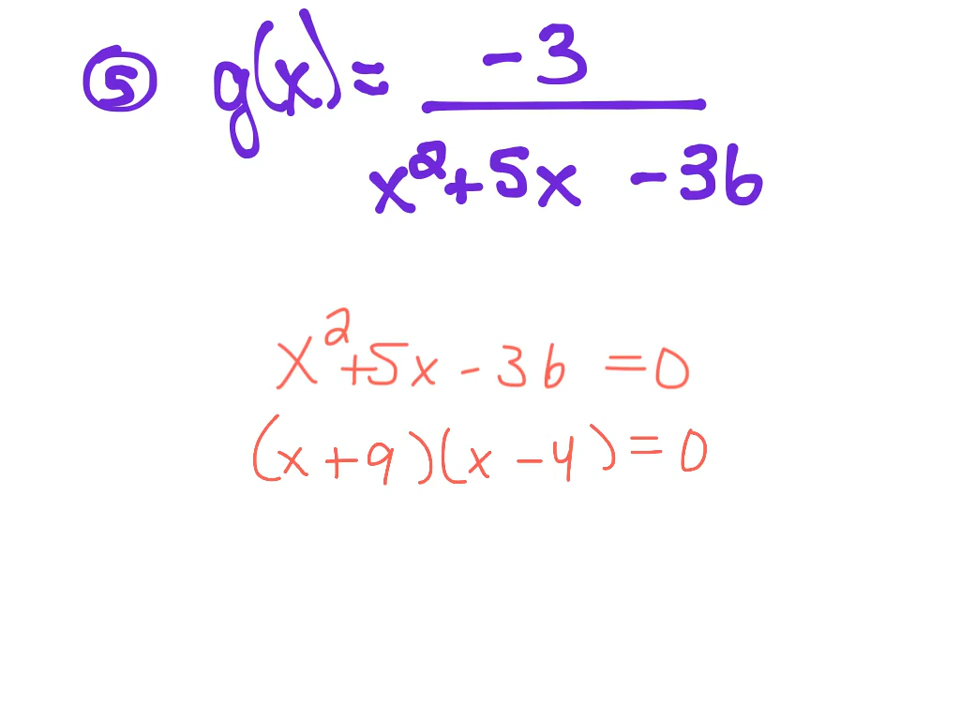 ⑤ g(x) = -3
x²+5x -36
x²+5x - 36 = 0
(x + 9)(x - 4) = 0